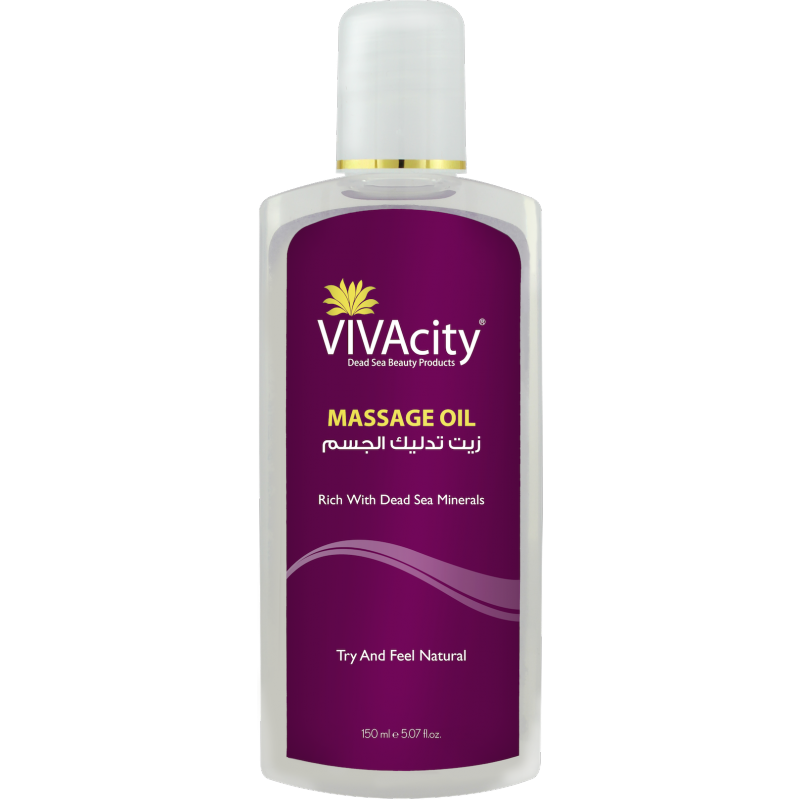 VIVAcity®
Dead Sea Beauty Products
MASSAGE OIL
زيت تدليك الجسم
Rich With Dead Sea Minerals
Try And Feel Natural
150 ml ℮ 5.07 fl.oz.